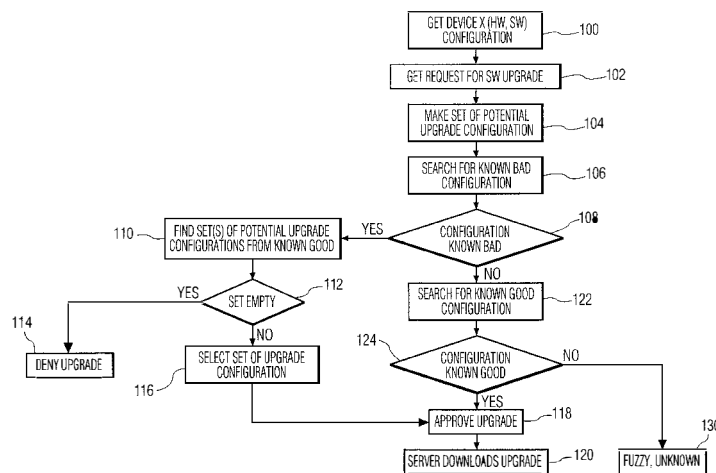 GET DEVICE X (HW, SW)
CONFIGURATION
100
GET REQUEST FOR SW UPGRADE
102
MAKE SET OF POTENTIAL
UPGRADE CONFIGURATION
104
SEARCH FOR KNOWN BAD
CONFIGURATION
106
110
FIND SET(S) OF POTENTIAL UPGRADE
CONFIGURATIONS FROM KNOWN GOOD
YES
CONFIGURATION
KNOWN BAD
108
NO
YES
SET EMPTY
112
SEARCH FOR KNOWN GOOD
CONFIGURATION
122
114
DENY UPGRADE
NO
116
SELECT SET OF UPGRADE
CONFIGURATION
124
CONFIGURATION
KNOWN GOOD
NO
YES
APPROVE UPGRADE
118
SERVER DOWNLOADS UPGRADE
120
FUZZY, UNKNOWN
130